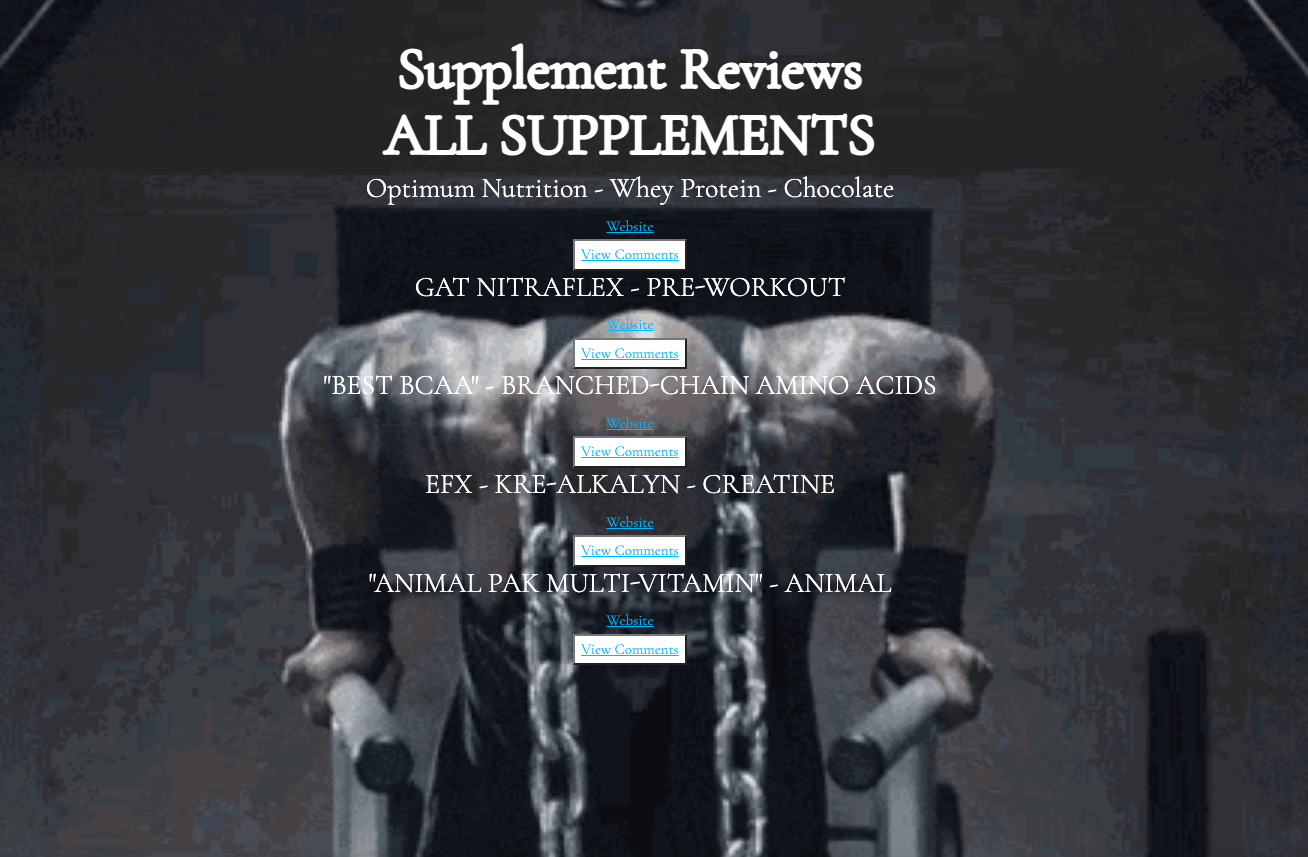 Supplement Reviews
ALL SUPPLEMENTS
Optimum Nutrition - Whey Protein - Chocolate
Website
View Comments
GAT NITRAFLEX - PRE-WORKOUT
Website
View Comments
"BEST BCAA" - BRANCHED-CHAIN AMINO ACIDS
Website
View Comments
EFX - KRE-ALKALYN - CREATINE
Website
View Comments
"ANIMAL PAK MULTI-VITAMIN" - ANIMAL
Website
View Comments